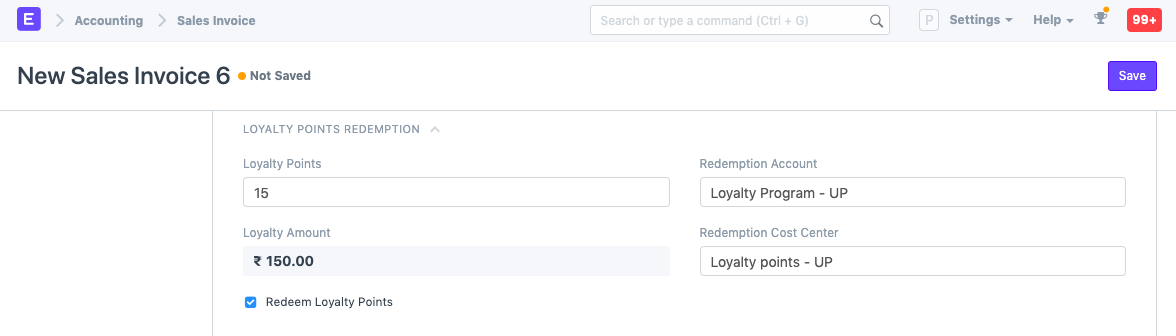 E Accounting Sales Invoice Search or type a command (Ctrl + G) P Settings Help 99+
New Sales Invoice 6 Not Saved Save
LOYALTY POINTS REDEMPTION
Loyalty Points Redemption Account
15 Loyalty Program - UP
Loyalty Amount Redemption Cost Center
₹ 150.00 Loyalty points - UP
Redeem Loyalty Points